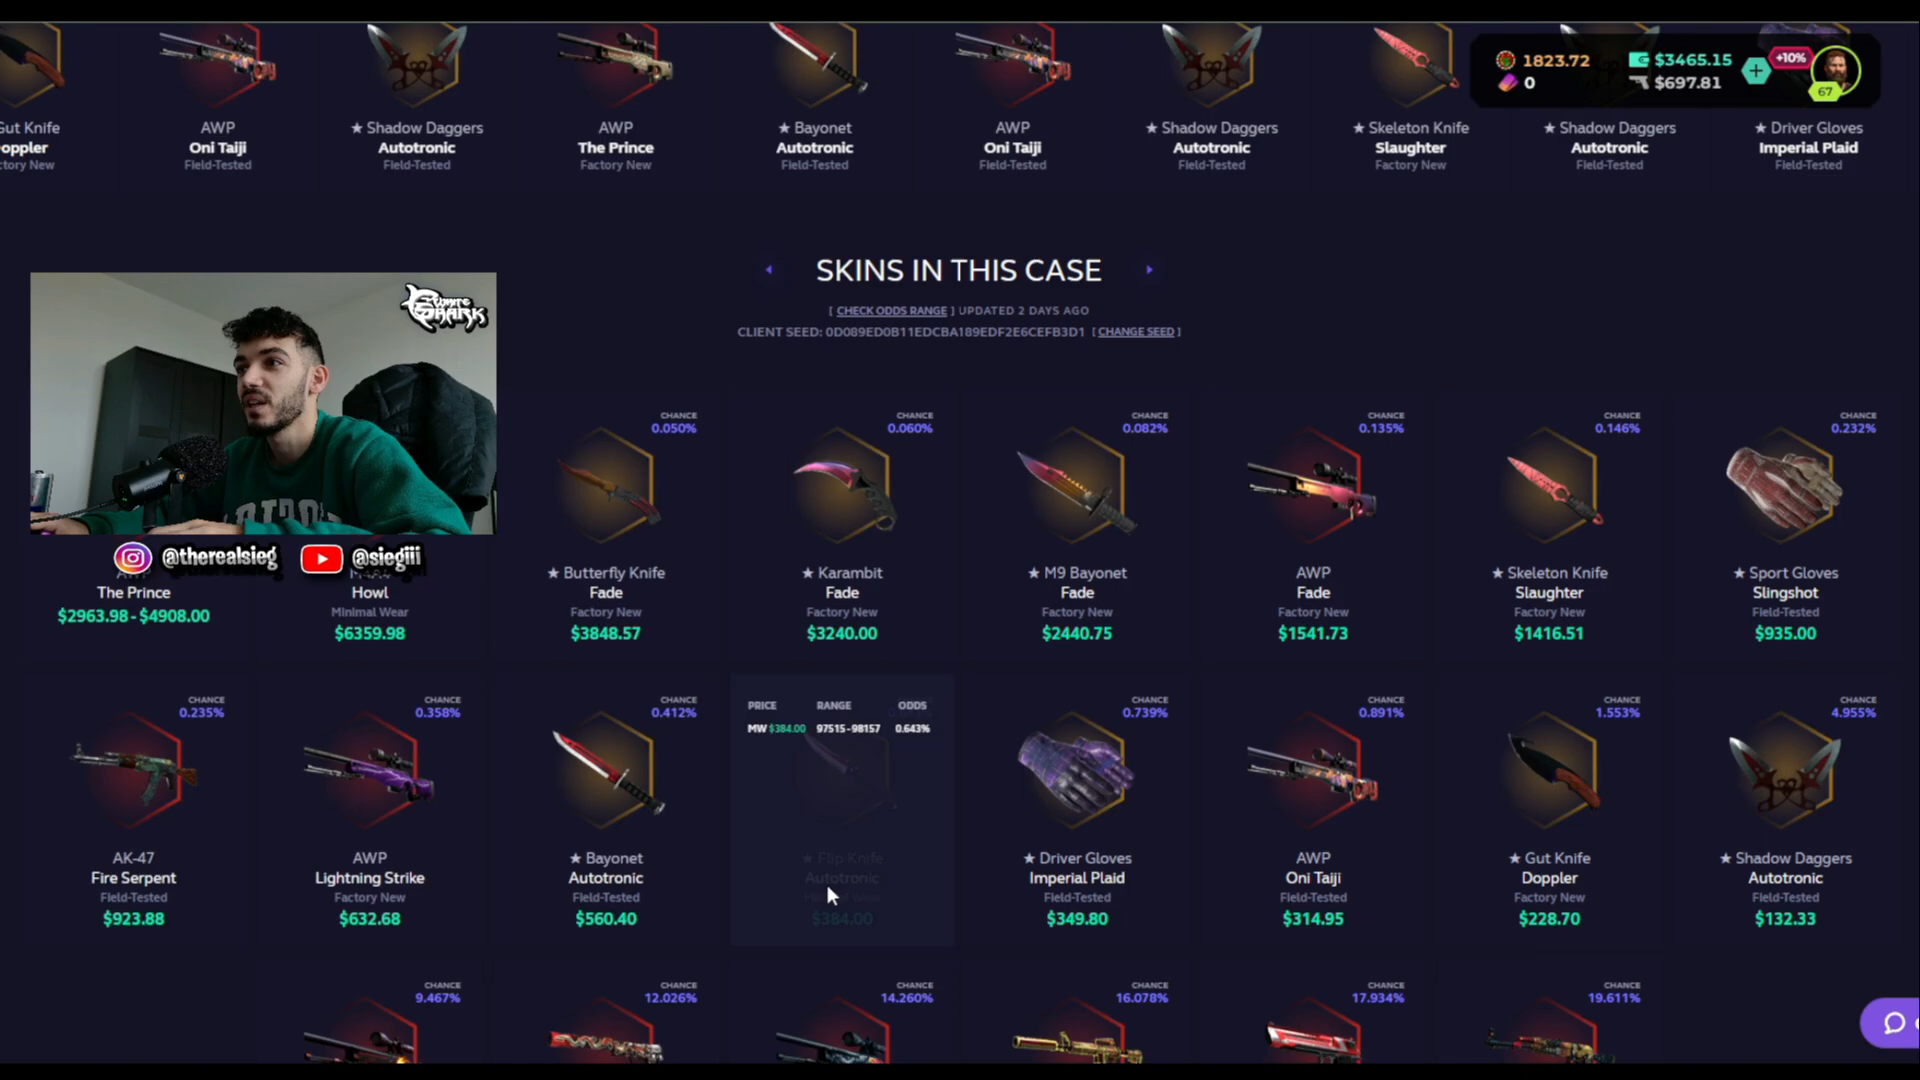 1823.72
$3465.15
+10%
0
$697.81
67
Gut Knife
oppler
ctory New
AWP
Oni Taiji
Field-Tested
★ Shadow Daggers
Autotronic
Field-Tested
AWP
The Prince
Factory New
★ Bayonet
Autotronic
Field-Tested
AWP
Oni Taiji
Field-Tested
★ Shadow Daggers
Autotronic
Field-Tested
★ Skeleton Knife
Slaughter
Factory New
★ Shadow Daggers
Autotronic
Field-Tested
★ Driver Gloves
Imperial Plaid
Field-Tested
SKINS IN THIS CASE
[ CHECK ODDS RANGE ] UPDATED 2 DAYS AGO
CLIENT SEED: 0D089ED0B11EDCBA189EDF2E6CEFB3D1 [ CHANGE SEED ]
SHARK
@therealsieg
@siegiii
The Prince
$2963.98 - $4908.00
Howl
Minimal Wear
$6359.98
CHANCE
0.050%
★ Butterfly Knife
Fade
Factory New
$3848.57
CHANCE
0.060%
★ Karambit
Fade
Factory New
$3240.00
CHANCE
0.082%
★ M9 Bayonet
Fade
Factory New
$2440.75
CHANCE
0.135%
AWP
Fade
Factory New
$1541.73
CHANCE
0.146%
★ Skeleton Knife
Slaughter
Factory New
$1416.51
CHANCE
0.232%
★ Sport Gloves
Slingshot
Field-Tested
$935.00
CHANCE
0.235%
AK-47
Fire Serpent
Field-Tested
$923.88
CHANCE
0.358%
AWP
Lightning Strike
Factory New
$632.68
CHANCE
0.412%
★ Bayonet
Autotronic
Field-Tested
$560.40
PRICE RANGE ODDS
MW $384.00 97515-98157 0.643%
★ Flip Knife
Autotronic
$384.00
CHANCE
0.739%
★ Driver Gloves
Imperial Plaid
Field-Tested
$349.80
CHANCE
0.891%
AWP
Oni Taiji
Field-Tested
$314.95
CHANCE
1.553%
★ Gut Knife
Doppler
Factory New
$228.70
CHANCE
4.955%
★ Shadow Daggers
Autotronic
Field-Tested
$132.33
CHANCE
9.467%
CHANCE
12.026%
CHANCE
14.260%
CHANCE
16.078%
CHANCE
17.934%
CHANCE
19.611%